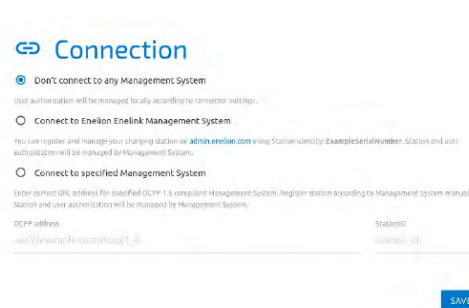 Connection
Don't connect to any Management System
User authorization will be managed locally according to connector settings.
Connect to Enelion Enelink Management System
You can register and manage your charging station on admin.enelion.com using Station identity: ExampleSerialNumber. Station and user
authorization will be managed by Management System.
Connect to specified Management System
Enter correct URL address for specified OCPP 1.6 compliant Management System. Register station according to Management System manual.
Station and user authorization will be managed by Management System.
OCPP address StationID
SAVE